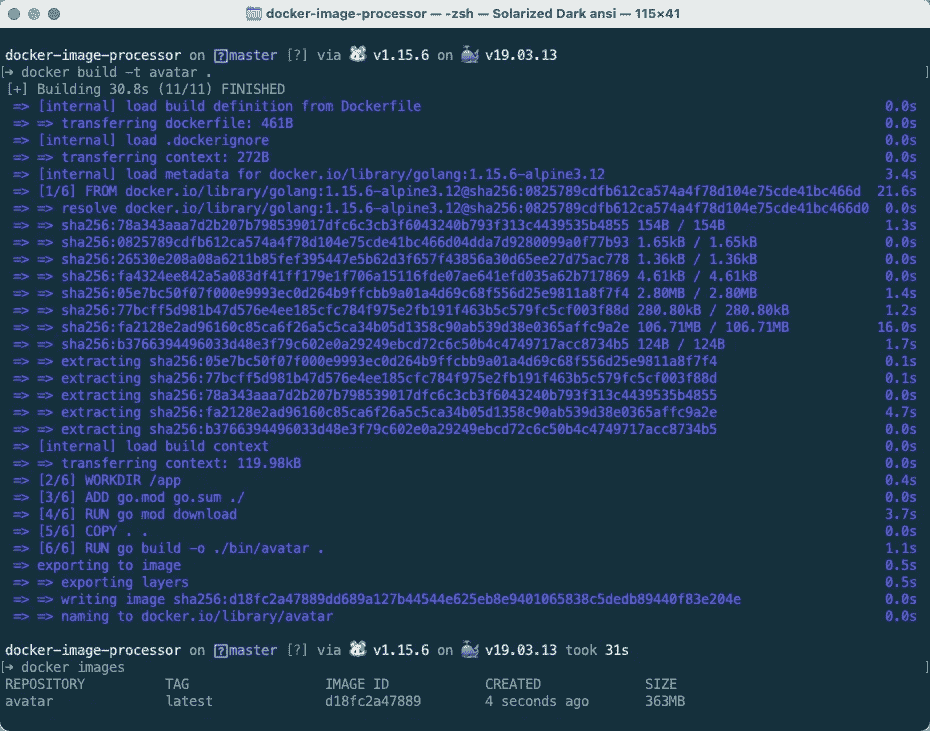 docker-image-processor — -zsh — Solarized Dark ansi — 115×41
docker-image-processor on master [?] via v1.15.6 on v19.03.13
[➜ docker build -t avatar . ]
[+] Building 30.8s (11/11) FINISHED
=> [internal] load build definition from Dockerfile 0.0s
=> => transferring dockerfile: 461B 0.0s
=> [internal] load .dockerignore 0.0s
=> => transferring context: 272B 0.0s
=> [internal] load metadata for docker.io/library/golang:1.15.6-alpine3.12 3.4s
=> [1/6] FROM docker.io/library/golang:1.15.6-alpine3.12@sha256:0825789cdfb612ca574a4f78d104e75cde41bc466d 21.6s
=> => resolve docker.io/library/golang:1.15.6-alpine3.12@sha256:0825789cdfb612ca574a4f78d104e75cde41bc466d0 0.0s
=> => sha256:78a343aaa7d2b207b798539017dfc6c3cb3f6043240b793f313c4439535b4855 154B / 154B 1.3s
=> => sha256:0825789cdfb612ca574a4f78d104e75cde41bc466d04dda7d9280099a0f77b93 1.65kB / 1.65kB 0.0s
=> => sha256:26530e208a08a6211b85fef395447e5b62d3f657f43856a30d65ee27d75ac778 1.36kB / 1.36kB 0.0s
=> => sha256:fa4324ee842a5a083df41ff179e1f706a15116fde07ae641efd035a62b717869 4.61kB / 4.61kB 0.0s
=> => sha256:05e7bc50f07f000e9993ec0d264b9ffcbb9a01a4d69c68f556d25e9811a8f7f4 2.80MB / 2.80MB 1.4s
=> => sha256:77bcff5d981b47d576e4ee185cfc784f975e2fb191f463b5c579fc5cf003f88d 280.80kB / 280.80kB 1.2s
=> => sha256:fa2128e2ad96160c85ca6f26a5c5ca34b05d1358c90ab539d38e0365affc9a2e 106.71MB / 106.71MB 16.0s
=> => sha256:b3766394496033d48e3f79c602e0a29249ebcd72c6c50b4c4749717acc8734b5 124B / 124B 1.7s
=> => extracting sha256:05e7bc50f07f000e9993ec0d264b9ffcbb9a01a4d69c68f556d25e9811a8f7f4 0.1s
=> => extracting sha256:77bcff5d981b47d576e4ee185cfc784f975e2fb191f463b5c579fc5cf003f88d 0.1s
=> => extracting sha256:78a343aaa7d2b207b798539017dfc6c3cb3f6043240b793f313c4439535b4855 0.0s
=> => extracting sha256:fa2128e2ad96160c85ca6f26a5c5ca34b05d1358c90ab539d38e0365affc9a2e 4.7s
=> => extracting sha256:b3766394496033d48e3f79c602e0a29249ebcd72c6c50b4c4749717acc8734b5 0.0s
=> [internal] load build context 0.0s
=> => transferring context: 119.98kB 0.0s
=> [2/6] WORKDIR /app 0.4s
=> [3/6] ADD go.mod go.sum ./ 0.0s
=> [4/6] RUN go mod download 3.7s
=> [5/6] COPY . . 0.0s
=> [6/6] RUN go build -o ./bin/avatar . 1.1s
=> exporting to image 0.5s
=> => exporting layers 0.5s
=> => writing image sha256:d18fc2a47889dd689a127b44544e625eb8e9401065838c5dedb89440f83e204e 0.0s
=> => naming to docker.io/library/avatar 0.0s
docker-image-processor on master [?] via v1.15.6 on v19.03.13 took 31s
[➜ docker images ]
REPOSITORY TAG IMAGE ID CREATED SIZE
avatar latest d18fc2a47889 4 seconds ago 363MB